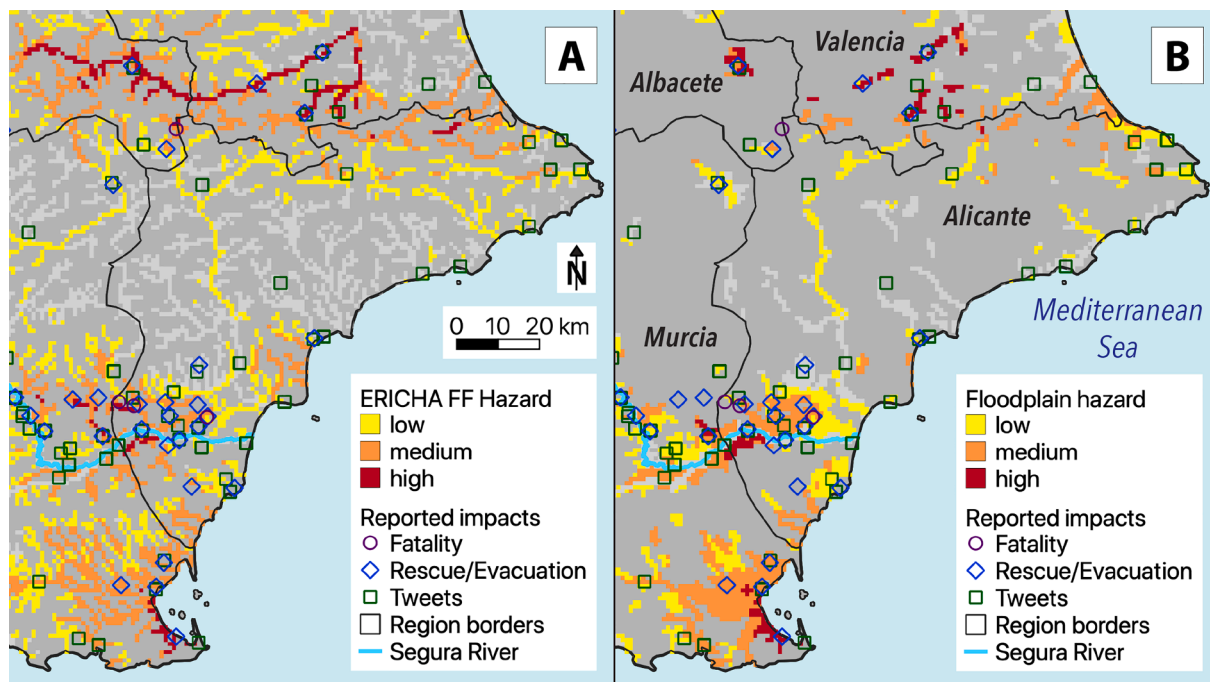 A
N
0 10 20 km
ERICHA FF Hazard
low
medium
high
Reported impacts
Fatality
Rescue/Evacuation
Tweets
Region borders
Segura River
B
Valencia
Albacete
Alicante
Murcia
Mediterranean
Sea
Floodplain hazard
low
medium
high
Reported impacts
Fatality
Rescue/Evacuation
Tweets
Region borders
Segura River